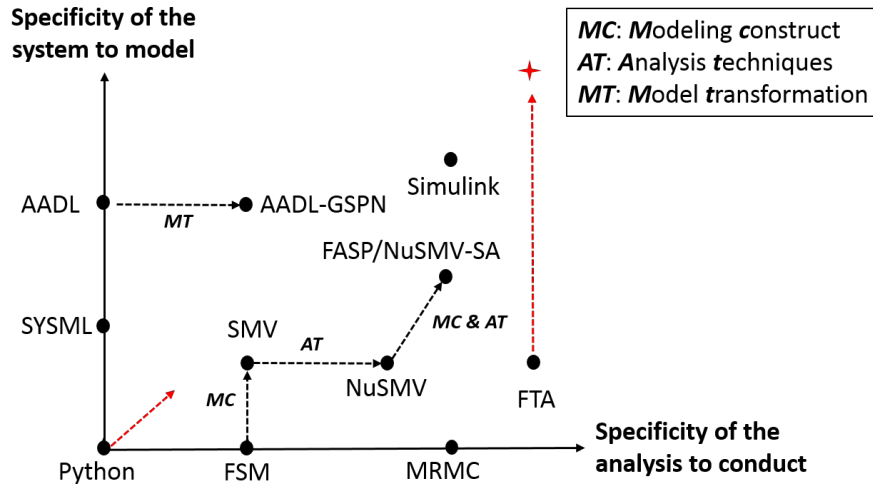 Specificity of the
system to model
MC: Modeling construct
AT: Analysis techniques
MT: Model transformation
Simulink
AADL
MT
AADL-GSPN
FASP/NuSMV-SA
SYSML
SMV
AT
MC & AT
MC
NuSMV
FTA
Python
FSM
MRMC
Specificity of the
analysis to conduct